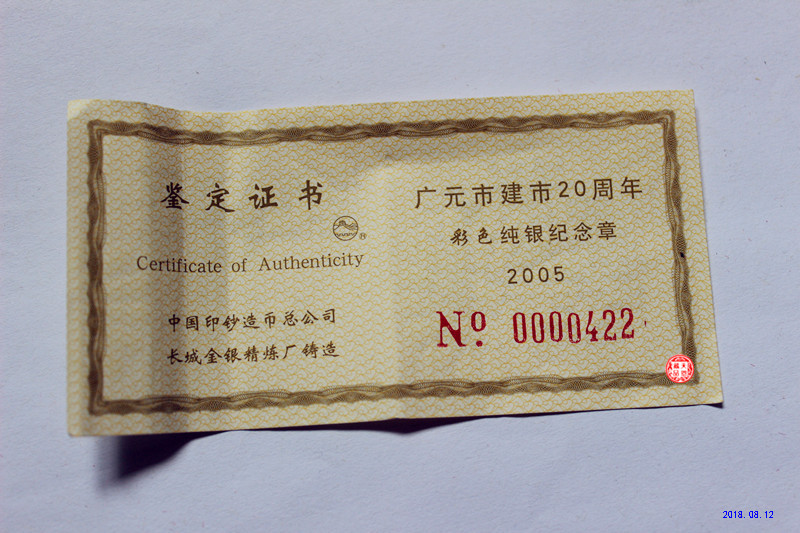 鉴定证书
®
Certificate of Authenticity
中国印钞造币总公司
长城金银精炼厂铸造
广元市建市20周年
彩色纯银纪念章
2005
No. 0000422
2018.08.12